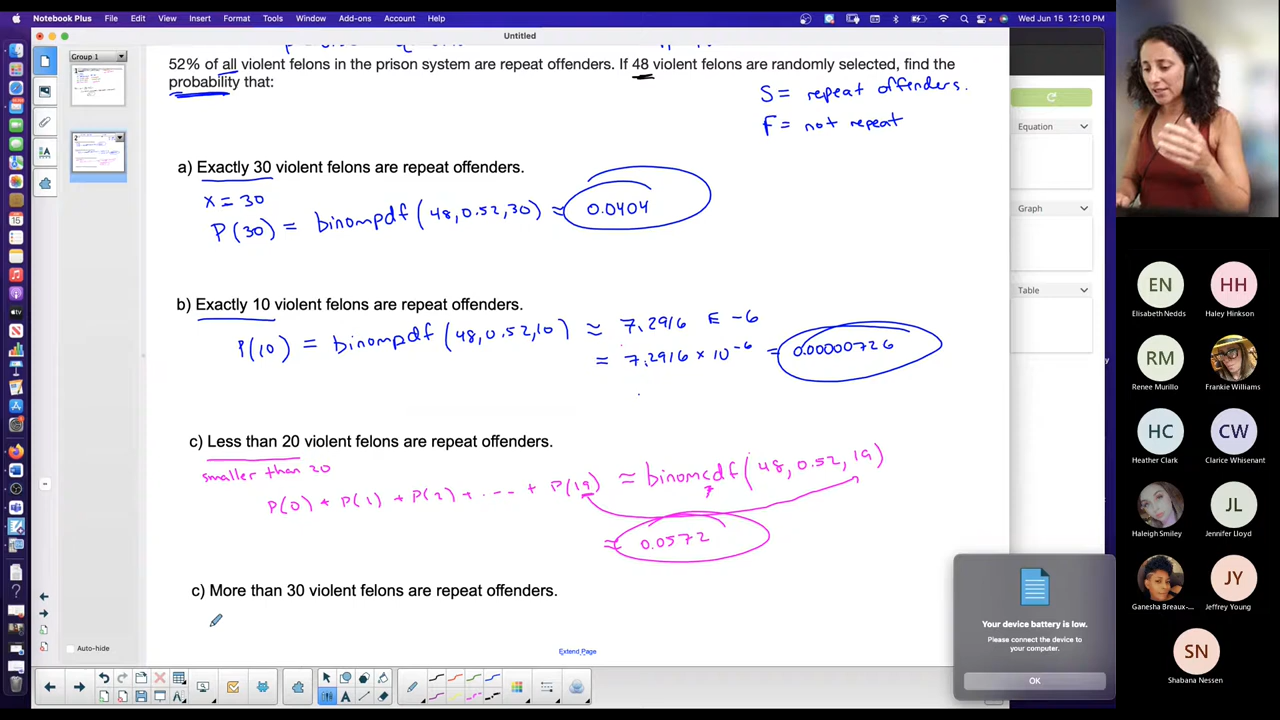 Notebook Plus File Edit View Insert Format Tools Options Window Add-ons Account Help
Wed Jun 15 12:10 PM
Untitled
Group 1
52% of all violent felons in the prison system are repeat offenders. If 48 violent felons are randomly selected, find the
probability that:
S = repeat offenders.
F = not repeat
a) Exactly 30 violent felons are repeat offenders.
x = 30
P(30) = binompdf(48,0.52,30) ≈ 0.0404
b) Exactly 10 violent felons are repeat offenders.
P(10) = binompdf(48,0.52,10) ≈ 7.2916 E -6
≈ 7.2916 × 10⁻⁶ = 0.00000726
c) Less than 20 violent felons are repeat offenders.
smaller than 20
P(0) + P(1) + P(2) + ... + P(19) ≈ binomcdf(48,0.52,19)
≈ 0.0572
c) More than 30 violent felons are repeat offenders.
Extend Page
Auto-hide
Equation
Graph
Table
EN
Elisabeth Nedds
HH
Haley Hinkson
RM
Renee Murillo
Frankie Williams
HC
Heather Clark
CW
Clarice Whisenant
Haleigh Smiley
JL
Jennifer Lloyd
Ganesha Breaux-...
JY
Jeffrey Young
SN
Shabana Nessen
Your device battery is low.
Please connect the device to
your computer.
OK